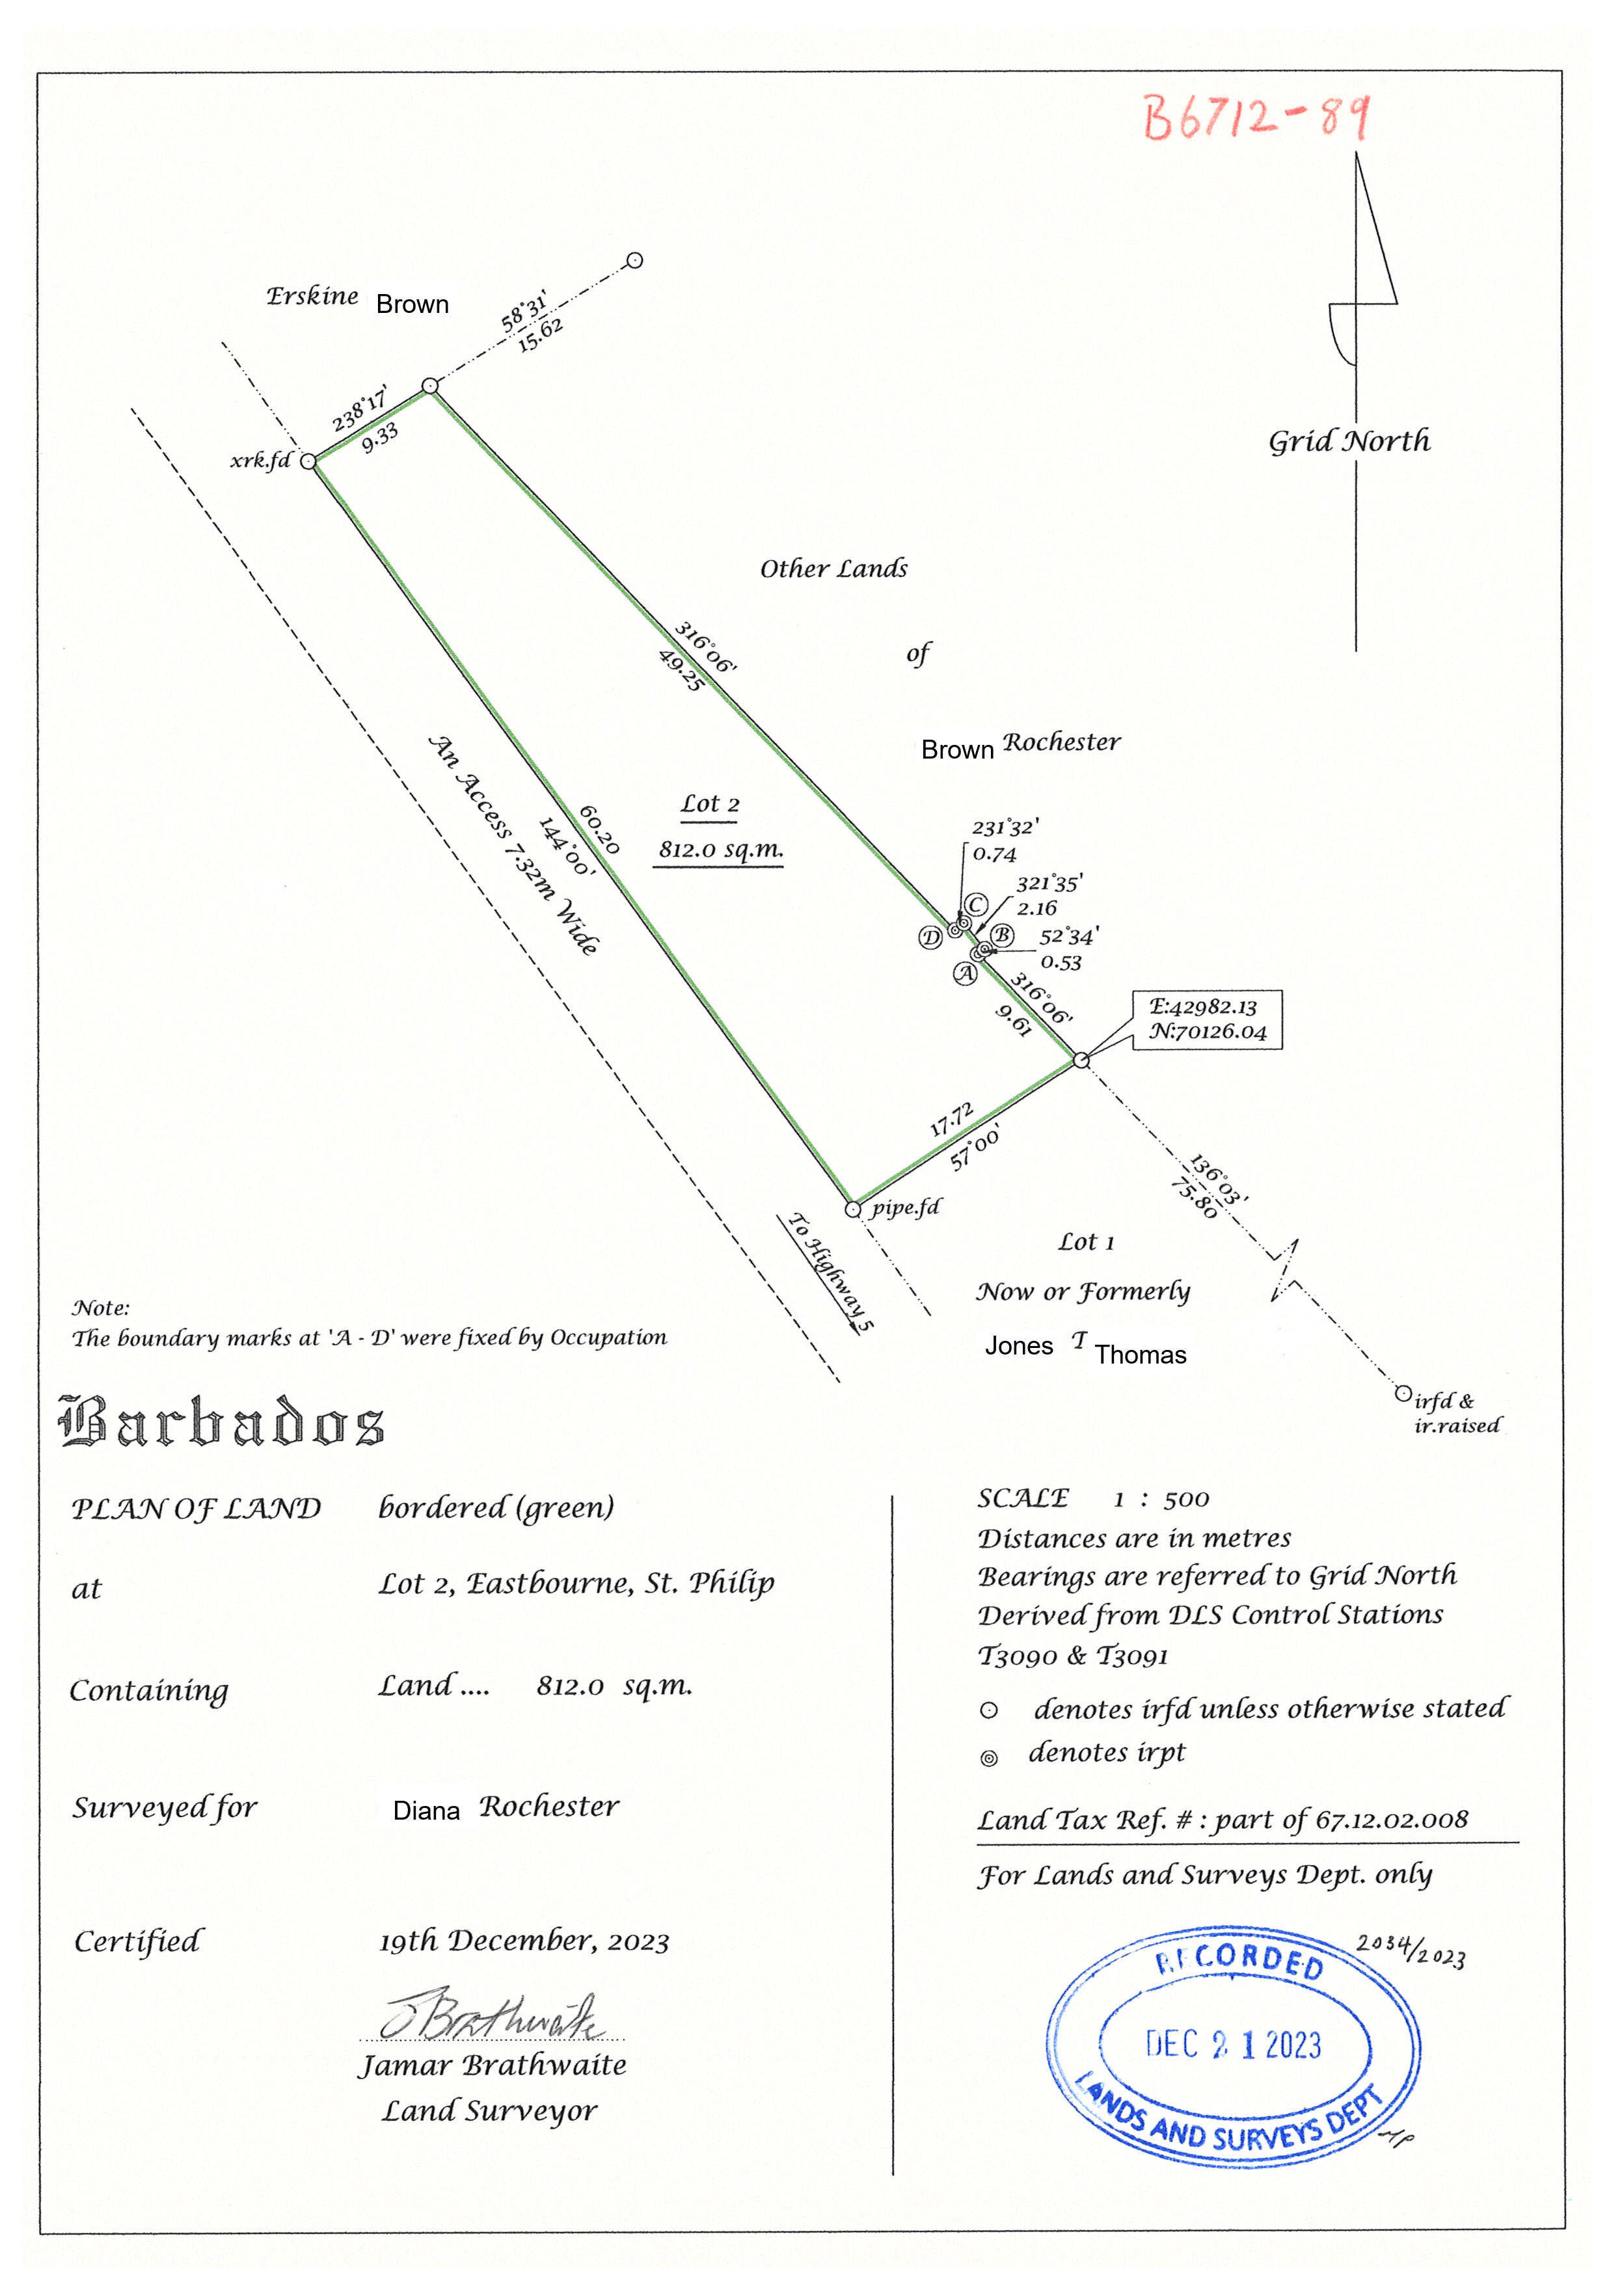 B6712-89
Erskine Brown
58°31'
15.62
238°17'
9.33
xrk.fd
Grid North
Other Lands
of
Brown Rochester
316°06'
49.25
An Access 7.32m Wide
60.20
144°00'
Lot 2
812.0 sq.m.
231°32'
0.74
321°35'
2.16
52°34'
0.53
C
D
B
A
316°06'
9.61
E:42982.13
N:70126.04
17.72
57°00'
pipe.fd
136°03'
75.80
To Highway 5
Lot 1
Now or Formerly
Jones T Thomas
irfd &
ir.raised
Note:
The boundary marks at 'A - D' were fixed by Occupation
Barbados
PLAN OF LAND bordered (green)
at Lot 2, Eastbourne, St. Philip
Containing Land .... 812.0 sq.m.
Surveyed for Diana Rochester
Certified 19th December, 2023
J Brathwaite
Jamar Brathwaite
Land Surveyor
SCALE 1 : 500
Distances are in metres
Bearings are referred to Grid North
Derived from DLS Control Stations
T3090 & T3091
denotes irfd unless otherwise stated
denotes irpt
Land Tax Ref. # : part of 67.12.02.008
For Lands and Surveys Dept. only
2034/2023
RECORDED
DEC 21 2023
LANDS AND SURVEYS DEPT